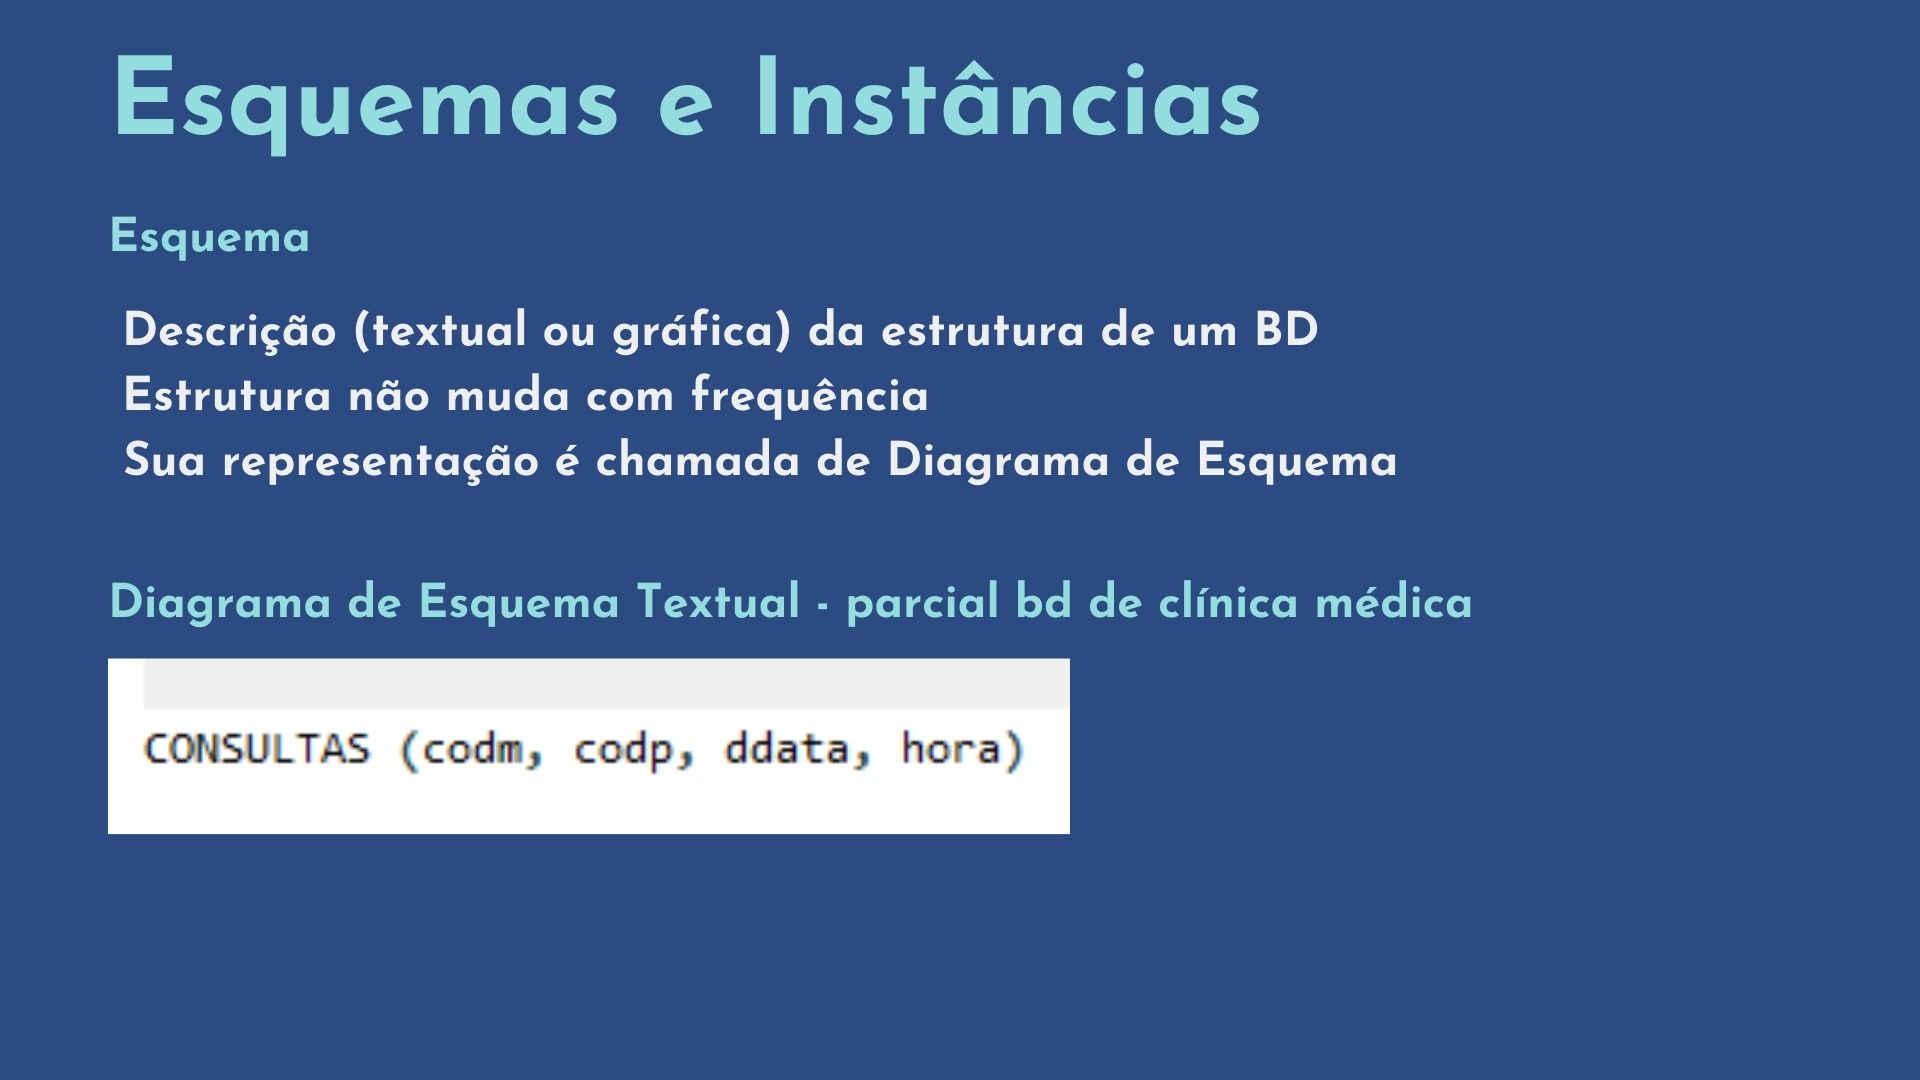 Esquemas e Instâncias
Esquema
Descrição (textual ou gráfica) da estrutura de um BD
Estrutura não muda com frequência
Sua representação é chamada de Diagrama de Esquema
Diagrama de Esquema Textual - parcial bd de clínica médica
CONSULTAS (codm, codp, ddata, hora)